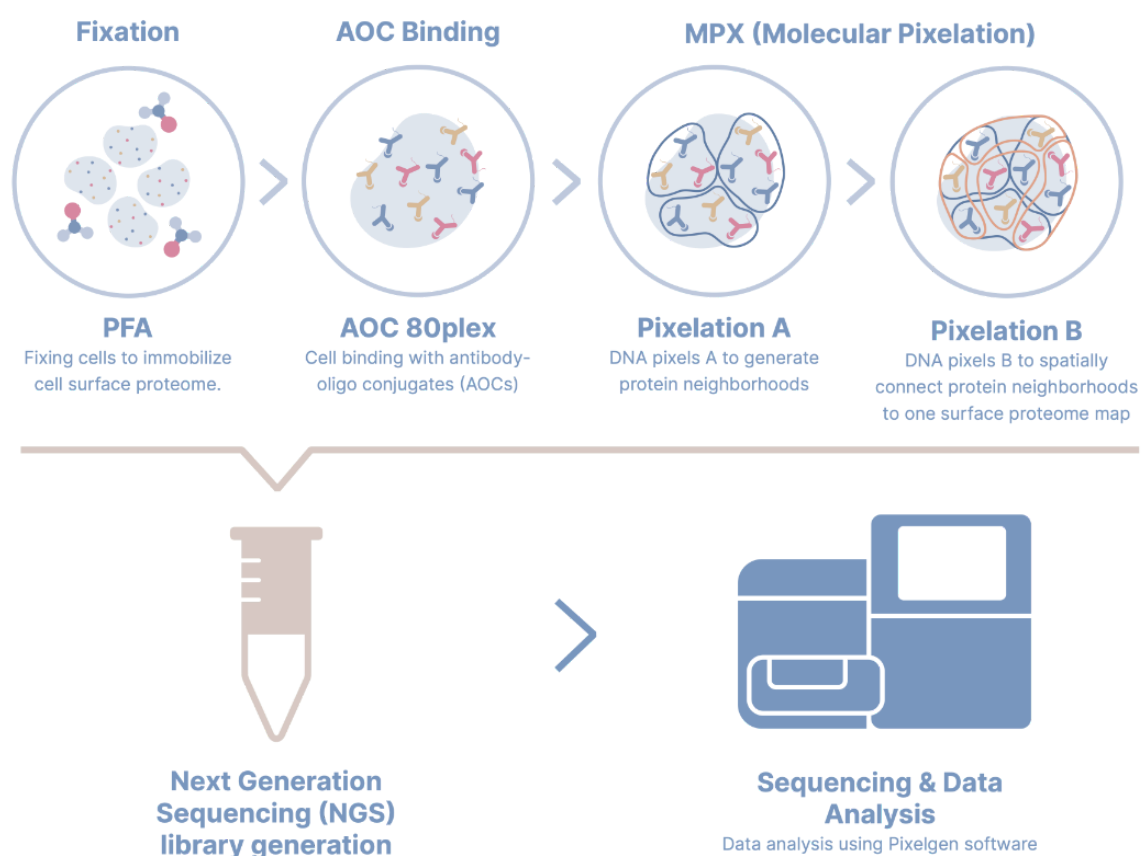 Fixation
AOC Binding
MPX (Molecular Pixelation)
PFA
Fixing cells to immobilize
cell surface proteome.
AOC 80plex
Cell binding with antibody-
oligo conjugates (AOCs)
Pixelation A
DNA pixels A to generate
protein neighborhoods
Pixelation B
DNA pixels B to spatially
connect protein neighborhoods
to one surface proteome map
Next Generation
Sequencing (NGS)
library generation
Sequencing & Data
Analysis
Data analysis using Pixelgen software